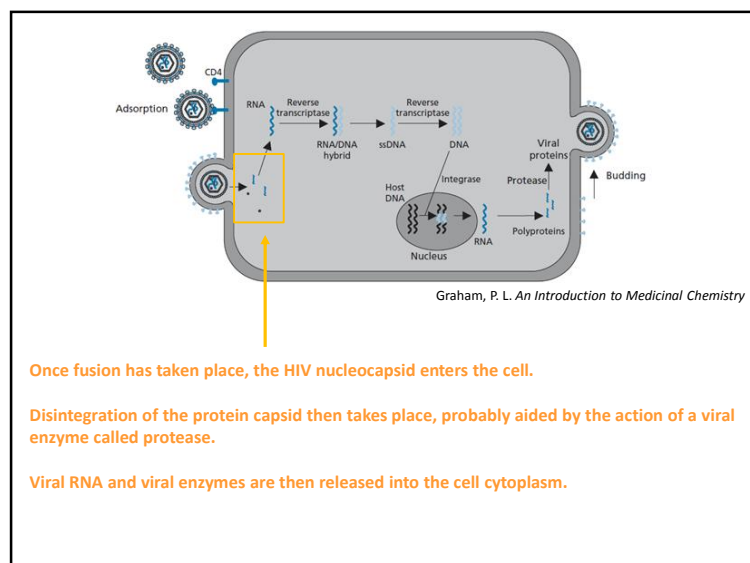 CD4
Adsorption
RNA
Reverse
transcriptase
RNA/DNA
hybrid
ssDNA
Reverse
transcriptase
DNA
Integrase
Host
DNA
Nucleus
RNA
Polyproteins
Protease
Viral
proteins
Budding
Graham, P. L. An Introduction to Medicinal Chemistry
Once fusion has taken place, the HIV nucleocapsid enters the cell.
Disintegration of the protein capsid then takes place, probably aided by the action of a viral
enzyme called protease.
Viral RNA and viral enzymes are then released into the cell cytoplasm.